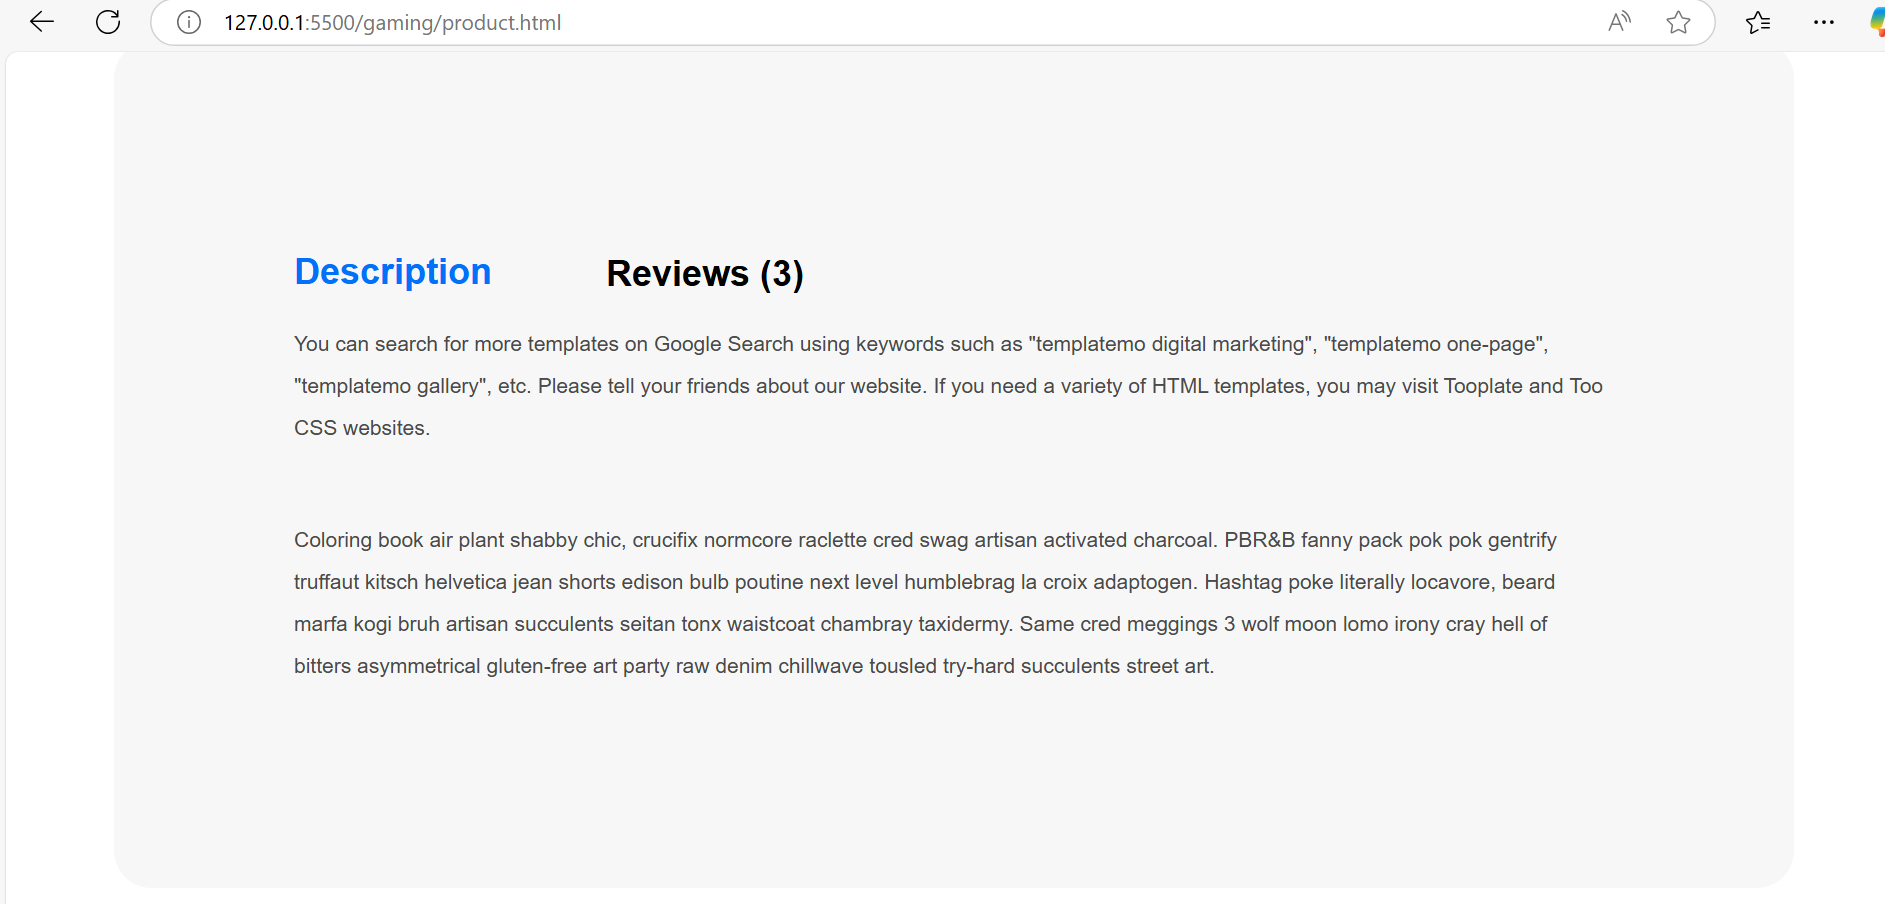 127.0.0.1:5500/gaming/product.html
Description Reviews (3)
You can search for more templates on Google Search using keywords such as "templatemo digital marketing", "templatemo one-page",
"templatemo gallery", etc. Please tell your friends about our website. If you need a variety of HTML templates, you may visit Tooplate and Too
CSS websites.
Coloring book air plant shabby chic, crucifix normcore raclette cred swag artisan activated charcoal. PBR&B fanny pack pok pok gentrify
truffaut kitsch helvetica jean shorts edison bulb poutine next level humblebrag la croix adaptogen. Hashtag poke literally locavore, beard
marfa kogi bruh artisan succulents seitan tonx waistcoat chambray taxidermy. Same cred meggings 3 wolf moon lomo irony cray hell of
bitters asymmetrical gluten-free art party raw denim chillwave tousled try-hard succulents street art.